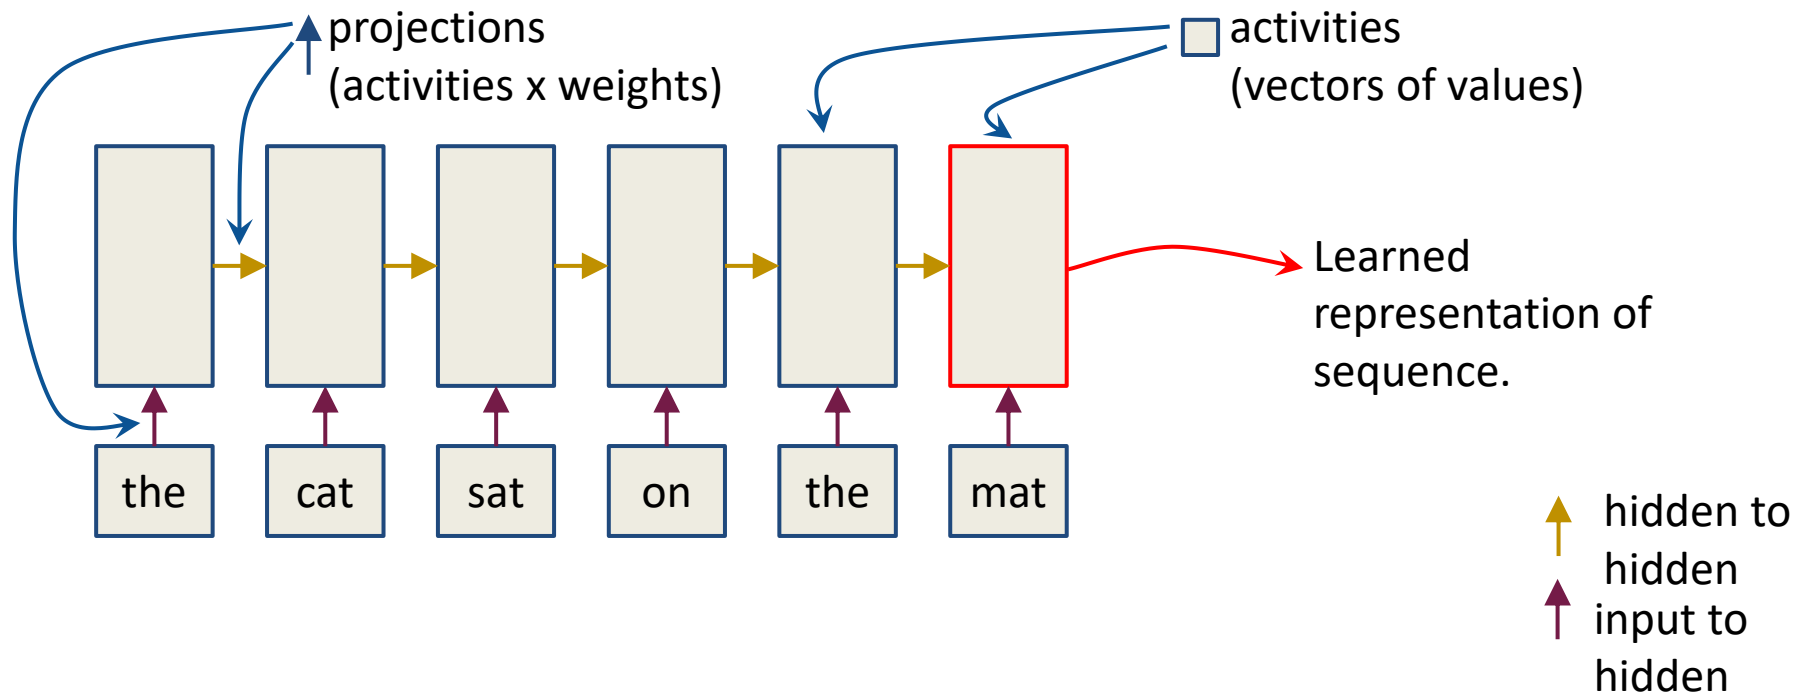 projections
(activities x weights)
activities
(vectors of values)
Learned
representation of
sequence.
the
cat
sat
on
the
mat
hidden to
hidden
input to
hidden